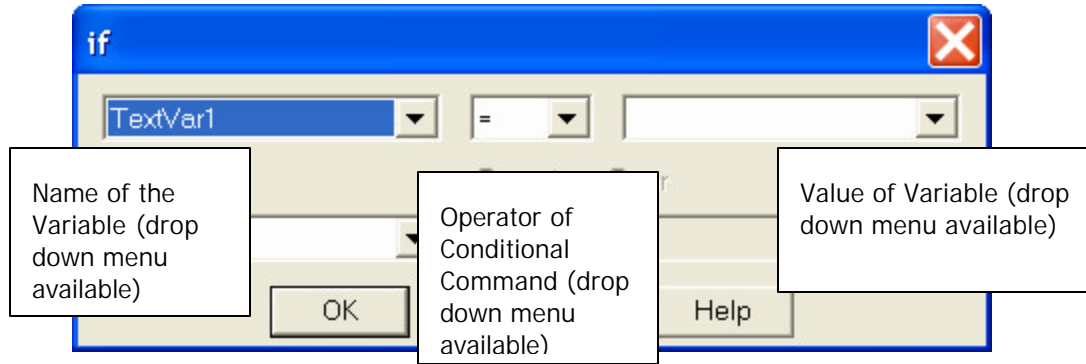 if
TextVar1
=
Name of the
Variable (drop
down menu
available)
Operator of
Conditional
Command (drop
down menu
available)
Value of Variable (drop
down menu available)
OK
Help